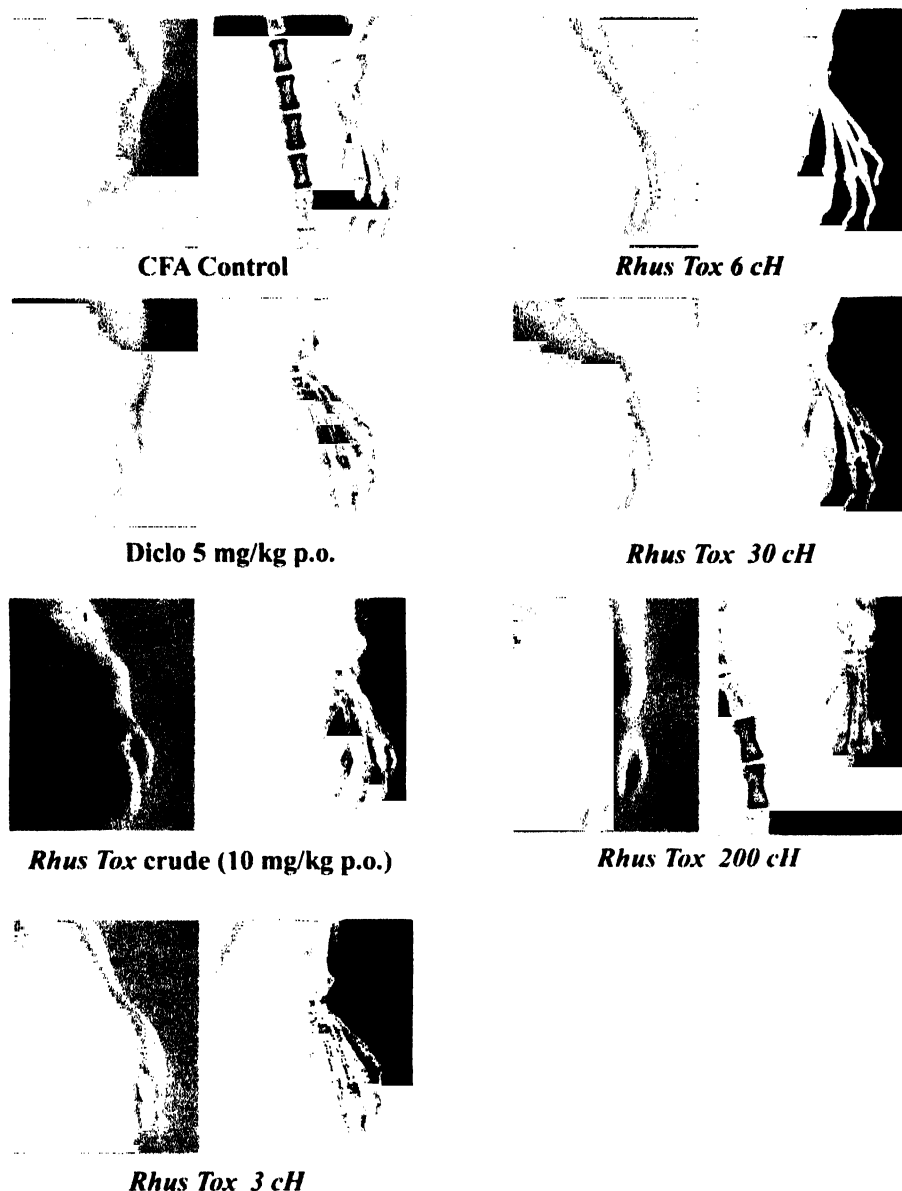 CFA Control
Rhus Tox 6 cH
Diclo 5 mg/kg p.o.
Rhus Tox 30 cH
Rhus Tox crude (10 mg/kg p.o.)
Rhus Tox 200 cH
Rhus Tox 3 cH